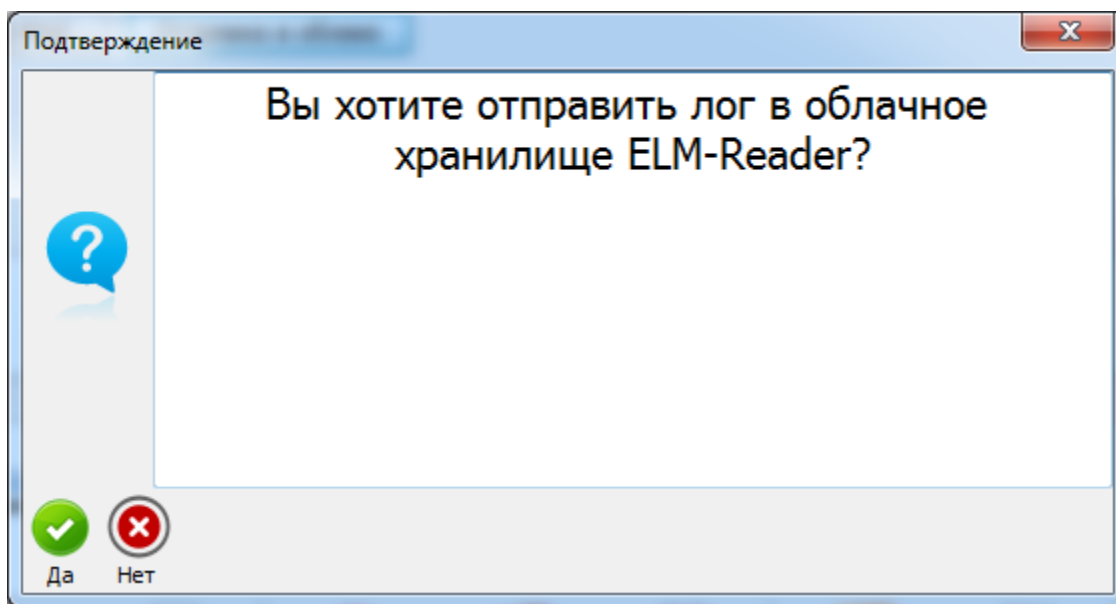 Подтверждение
Вы хотите отправить лог в облачное
хранилище ELM-Reader?
Да Нет